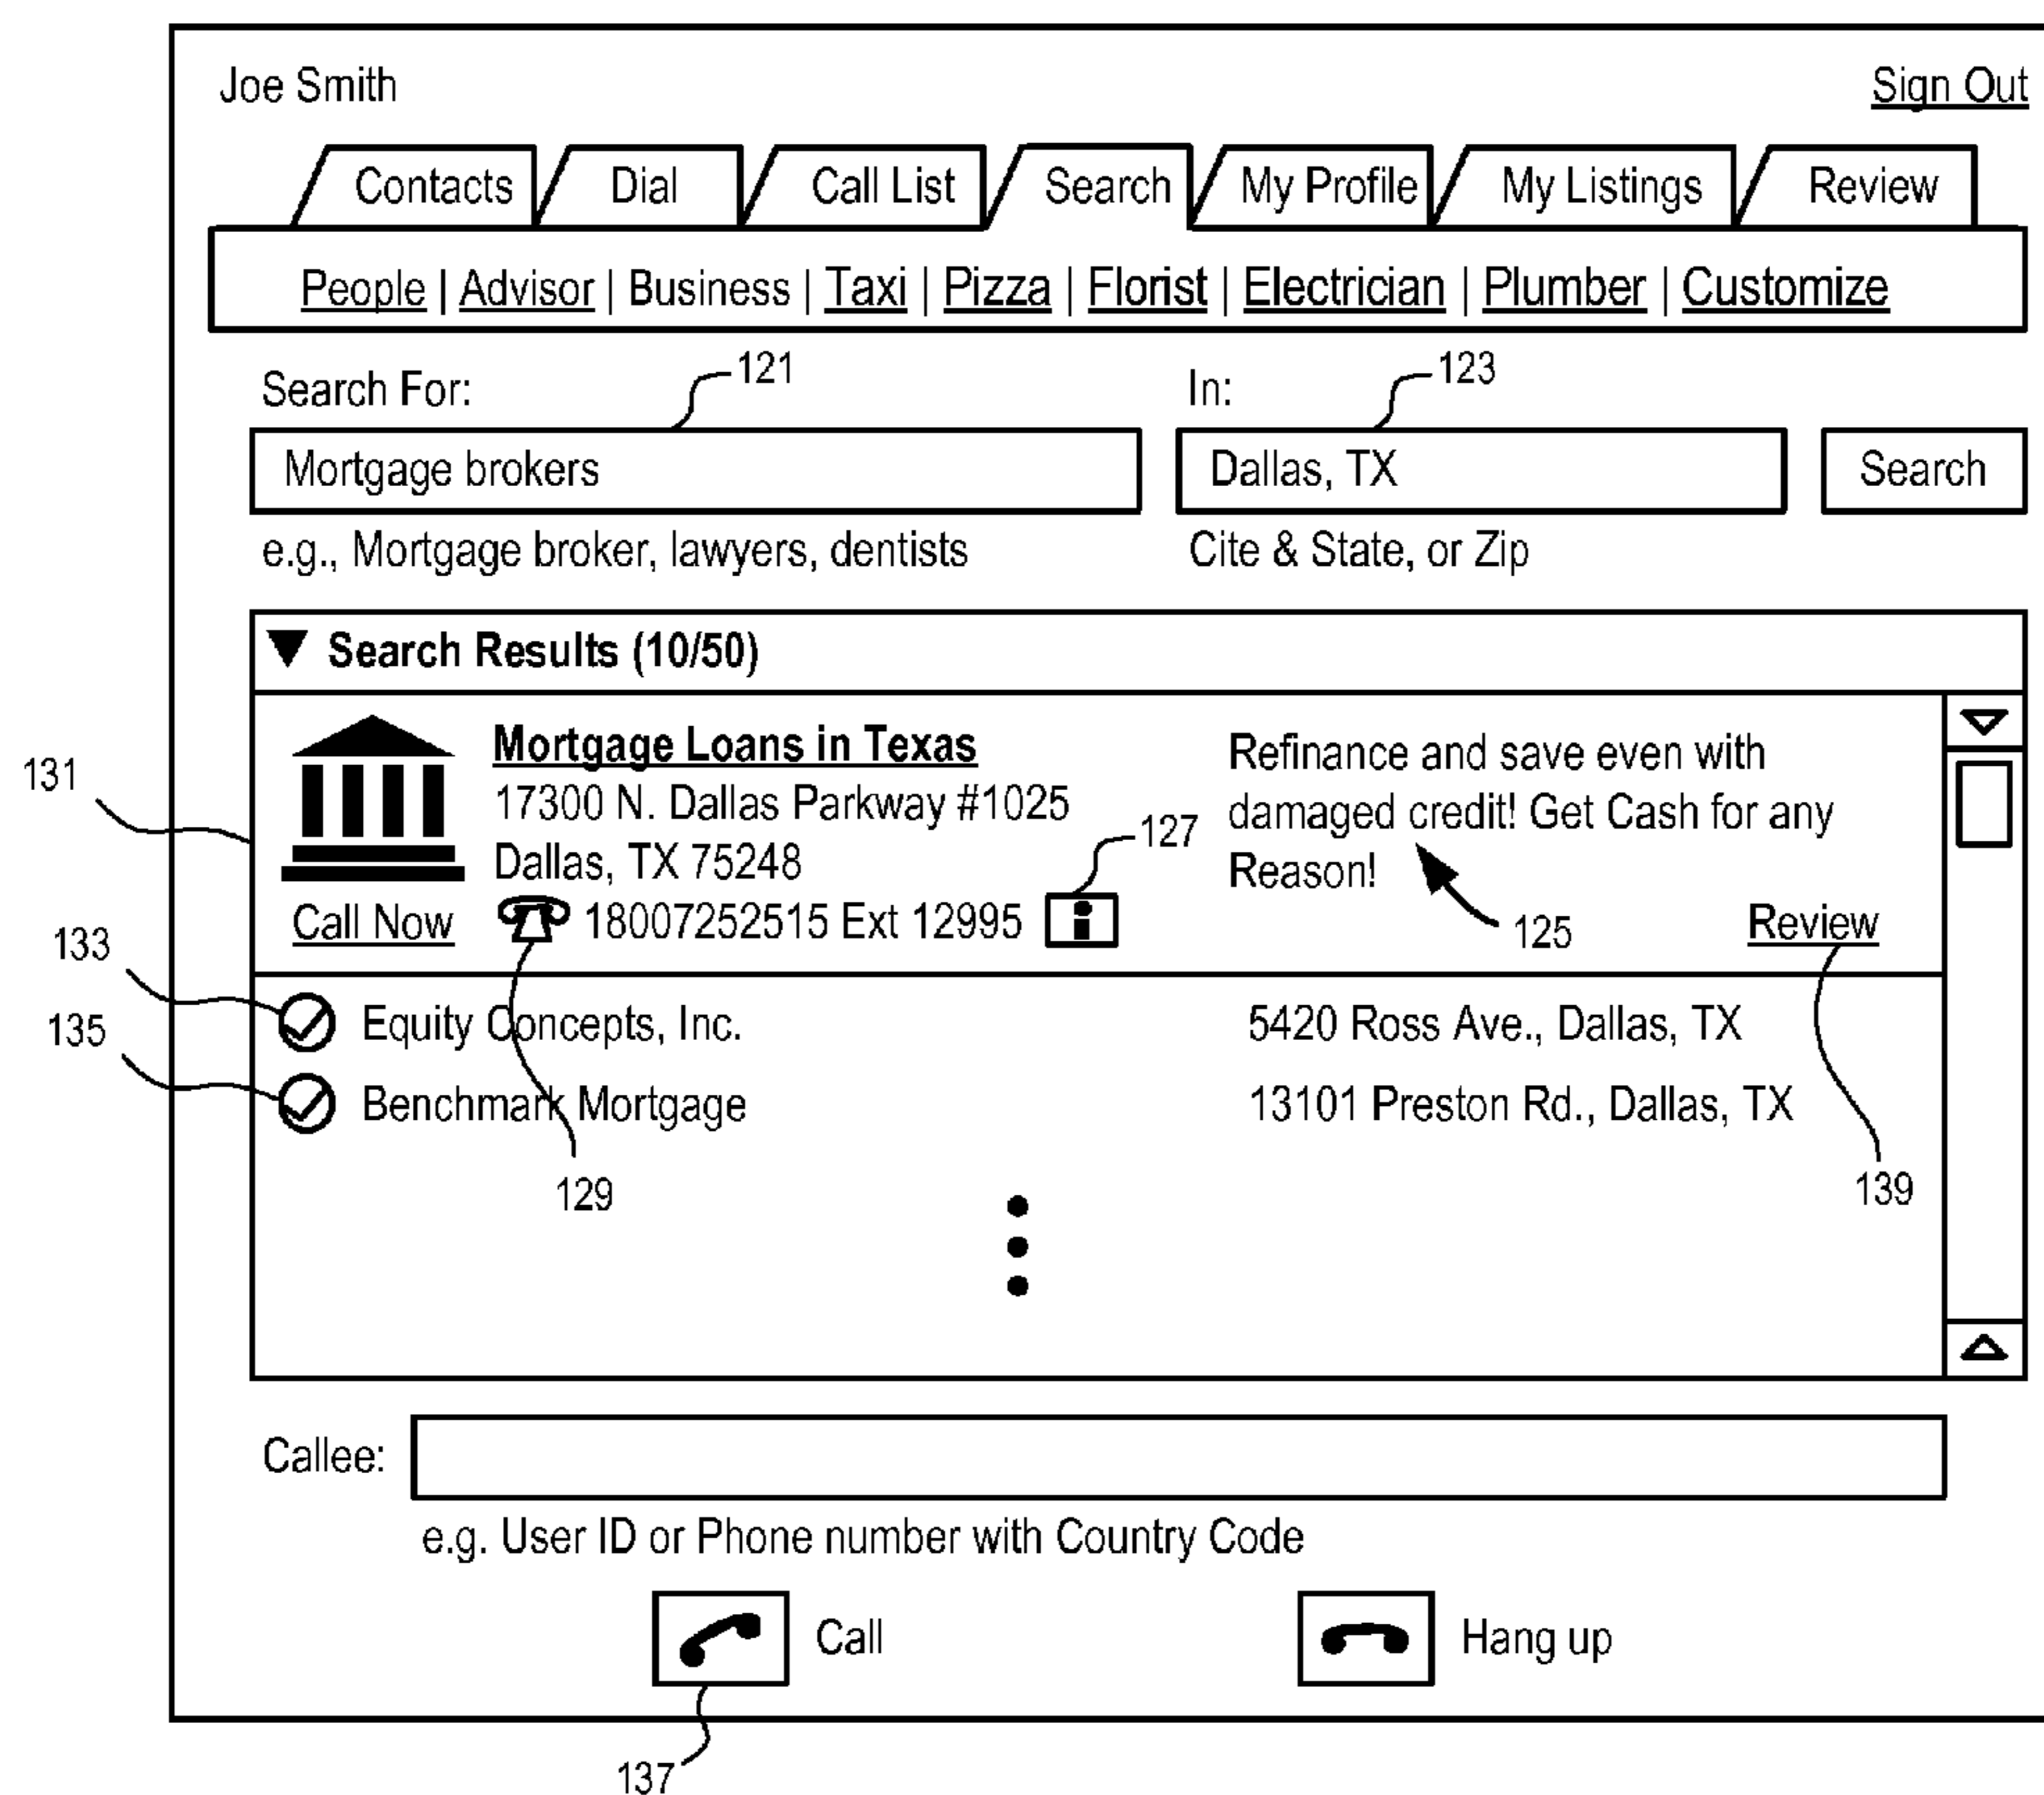 Joe Smith Sign Out
Contacts Dial Call List Search My Profile My Listings Review
People | Advisor | Business | Taxi | Pizza | Florist | Electrician | Plumber | Customize
Search For: 121 In: 123
Mortgage brokers Dallas, TX Search
e.g., Mortgage broker, lawyers, dentists Cite & State, or Zip
Search Results (10/50)
131
Mortgage Loans in Texas
17300 N. Dallas Parkway #1025
Dallas, TX 75248
127
Refinance and save even with
damaged credit! Get Cash for any
Reason!
125
Call Now 18007252515 Ext 12995 i Review
133
Equity Concepts, Inc. 5420 Ross Ave., Dallas, TX
135
Benchmark Mortgage 13101 Preston Rd., Dallas, TX
129 139
Callee:
e.g. User ID or Phone number with Country Code
Call Hang up
137